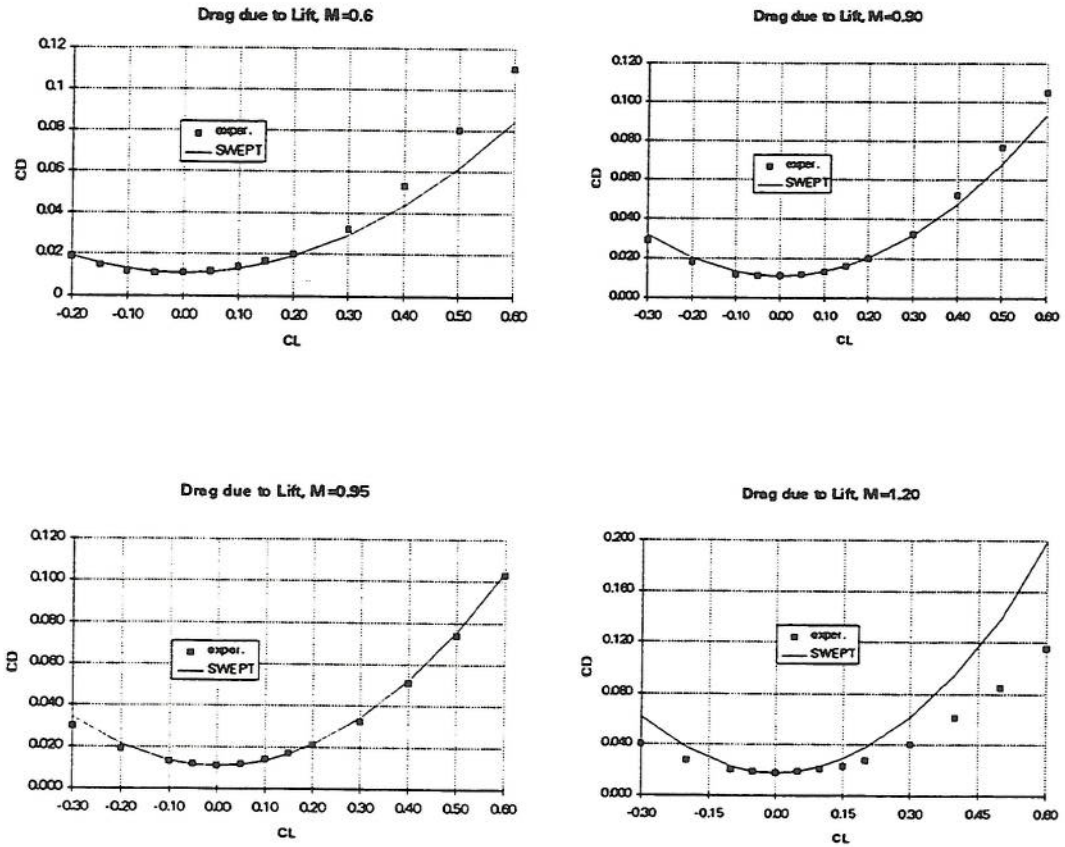 Drag due to Lift, M=0.6
0.12
0.1
0.08
0.06
0.04
0.02
0
CD
exper.
SWEPT
-0.20 -0.10 0.00 0.10 0.20 0.30 0.40 0.50 0.60
CL
Drag due to Lift, M=0.90
0.120
0.100
0.080
0.060
0.040
0.020
0.000
CD
exper.
SWEPT
-0.30 -0.20 -0.10 0.00 0.10 0.20 0.30 0.40 0.50 0.60
CL
Drag due to Lift, M=0.95
0.120
0.100
0.080
0.060
0.040
0.020
0.000
CD
exper.
SWEPT
-0.30 -0.20 -0.10 0.00 0.10 0.20 0.30 0.40 0.50 0.60
CL
Drag due to Lift, M=1.20
0.200
0.160
0.120
0.080
0.040
0.000
CD
exper.
SWEPT
-0.30 -0.15 0.00 0.15 0.30 0.45 0.60
CL